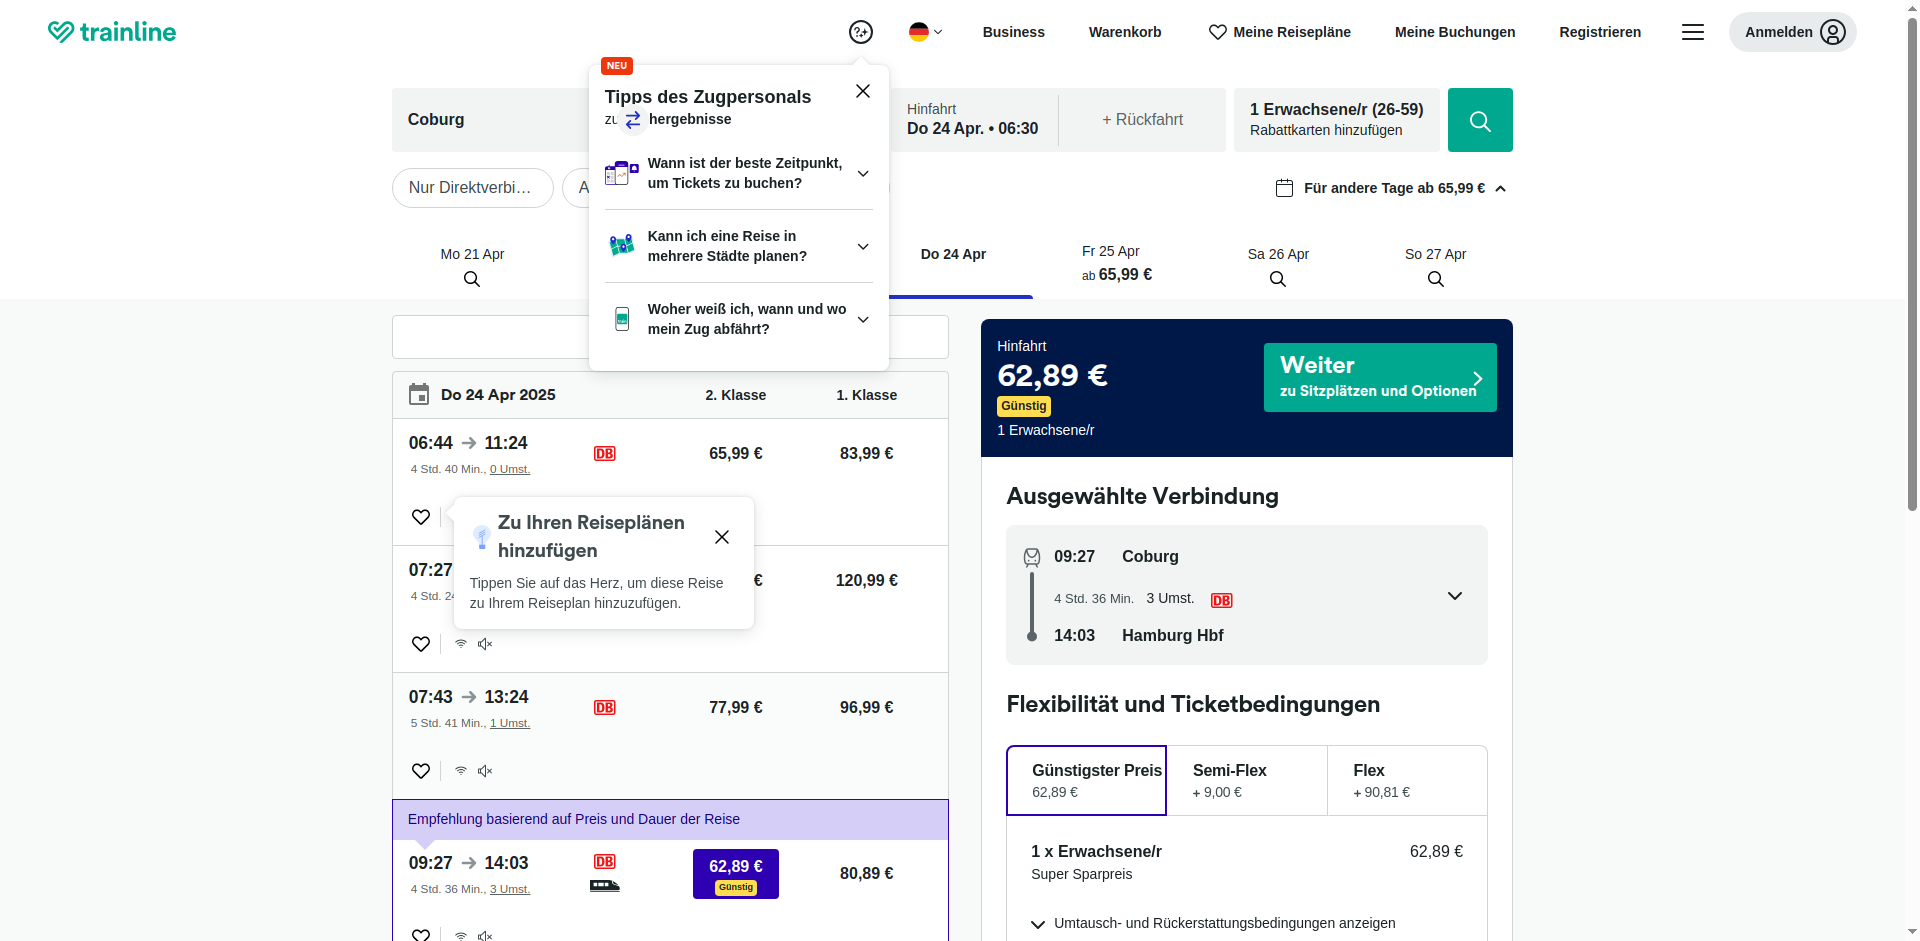 trainline
Business
Warenkorb
Meine Reisepläne
Meine Buchungen
Registrieren
Anmelden
NEU
Tipps des Zugpersonals
hergebnisse
Wann ist der beste Zeitpunkt,
um Tickets zu buchen?
Kann ich eine Reise in
mehrere Städte planen?
Woher weiß ich, wann und wo
mein Zug abfährt?
Coburg
Hinfahrt
Do 24 Apr. • 06:30
+ Rückfahrt
1 Erwachsene/r (26-59)
Rabattkarten hinzufügen
Nur Direktverbi…
Für andere Tage ab 65,99 €
Mo 21 Apr
Do 24 Apr
Fr 25 Apr
ab 65,99 €
Sa 26 Apr
So 27 Apr
Do 24 Apr 2025
2. Klasse
1. Klasse
06:44 → 11:24
DB
65,99 €
83,99 €
4 Std. 40 Min., 0 Umst.
Zu Ihren Reiseplänen
hinzufügen
Tippen Sie auf das Herz, um diese Reise
zu Ihrem Reiseplan hinzuzufügen.
07:27
€
120,99 €
4 Std. 24
07:43 → 13:24
DB
77,99 €
96,99 €
5 Std. 41 Min., 1 Umst.
Empfehlung basierend auf Preis und Dauer der Reise
09:27 → 14:03
DB
62,89 €
Günstig
80,89 €
4 Std. 36 Min., 3 Umst.
Hinfahrt
62,89 €
Günstig
1 Erwachsene/r
Weiter
zu Sitzplätzen und Optionen
Ausgewählte Verbindung
09:27 Coburg
4 Std. 36 Min. 3 Umst. DB
14:03 Hamburg Hbf
Flexibilität und Ticketbedingungen
Günstigster Preis
62,89 €
Semi-Flex
+ 9,00 €
Flex
+ 90,81 €
1 x Erwachsene/r
62,89 €
Super Sparpreis
Umtausch- und Rückerstattungsbedingungen anzeigen